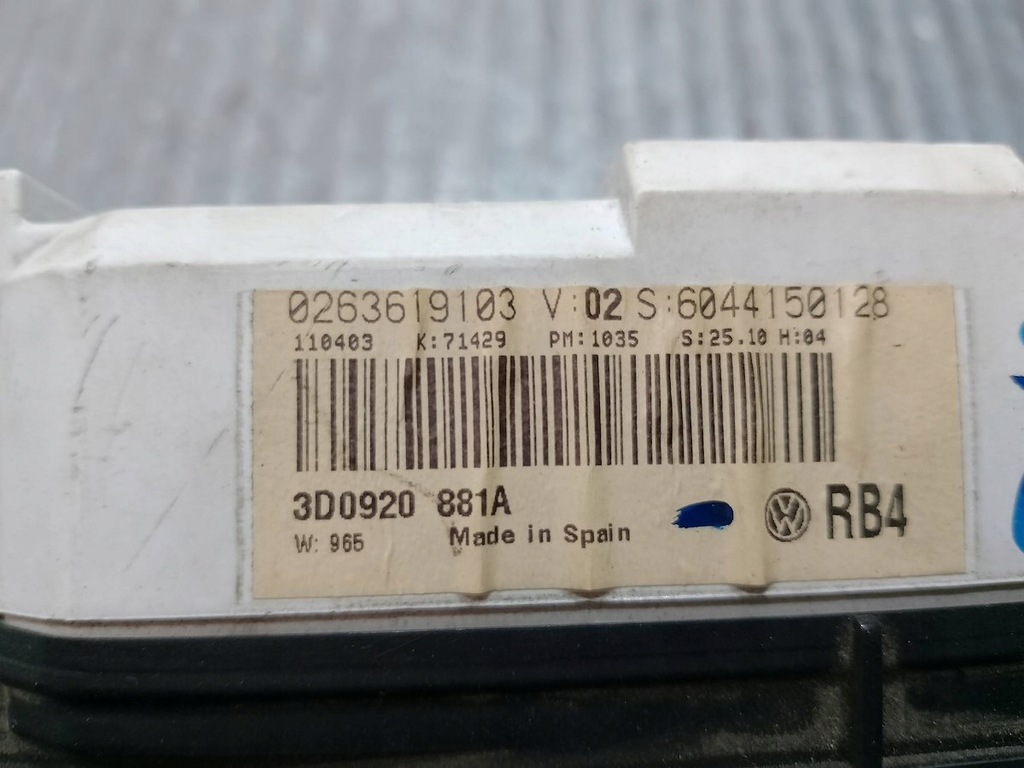 0263619103 V:02 S:6044150128
110403 K:71429 PM:1035 S:25.10 H:04
3D0920 881A
RB4
W: 965 Made in Spain